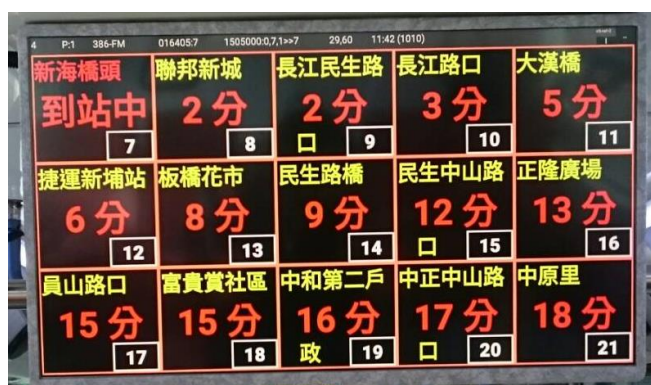 4 P:1 386-FM 016405:7 1505000:0,7,1>>7 29,60 11:42 (1010)
新海橋頭
到站中
7
聯邦新城
2 分
8
長江民生路
2 分
口 9
長江路口
3 分
10
大漢橋
5 分
11
捷運新埔站
6 分
12
板橋花市
8 分
13
民生路橋
9 分
14
民生中山路
12 分
口 15
正隆廣場
13 分
16
員山路口
15 分
17
富貴賞社區
15 分
18
中和第二戶
16 分
政 19
中正中山路
17 分
口 20
中原里
18 分
21